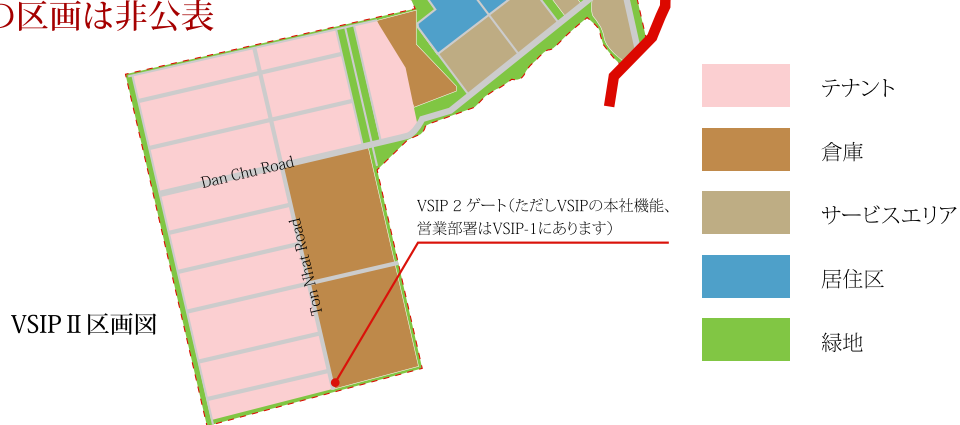 の区画は非公表
テナント
倉庫
Dan Chu Road
サービスエリア
VSIP 2 ゲート（ただしVSIPの本社機能、
営業部署はVSIP-1にあります）
Ton Nhat Road
居住区
VSIP II 区画図
緑地